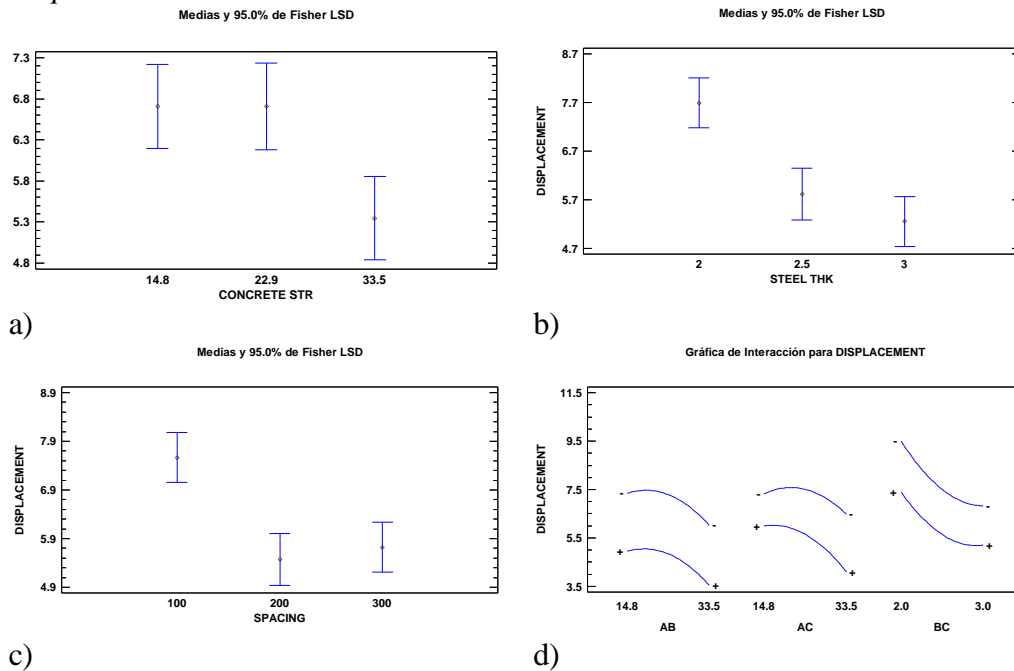 Medias y 95.0% de Fisher LSD
7.3
6.8
6.3
5.8
5.3
4.8
14.8 22.9 33.5
CONCRETE STR
a)
Medias y 95.0% de Fisher LSD
DISPLACEMENT
8.7
7.7
6.7
5.7
4.7
2 2.5 3
STEEL THK
b)
Medias y 95.0% de Fisher LSD
DISPLACEMENT
8.9
7.9
6.9
5.9
4.9
100 200 300
SPACING
c)
Gráfica de Interacción para DISPLACEMENT
DISPLACEMENT
11.5
9.5
7.5
5.5
3.5
14.8 33.5 14.8 33.5 2.0 3.0
AB AC BC
d)